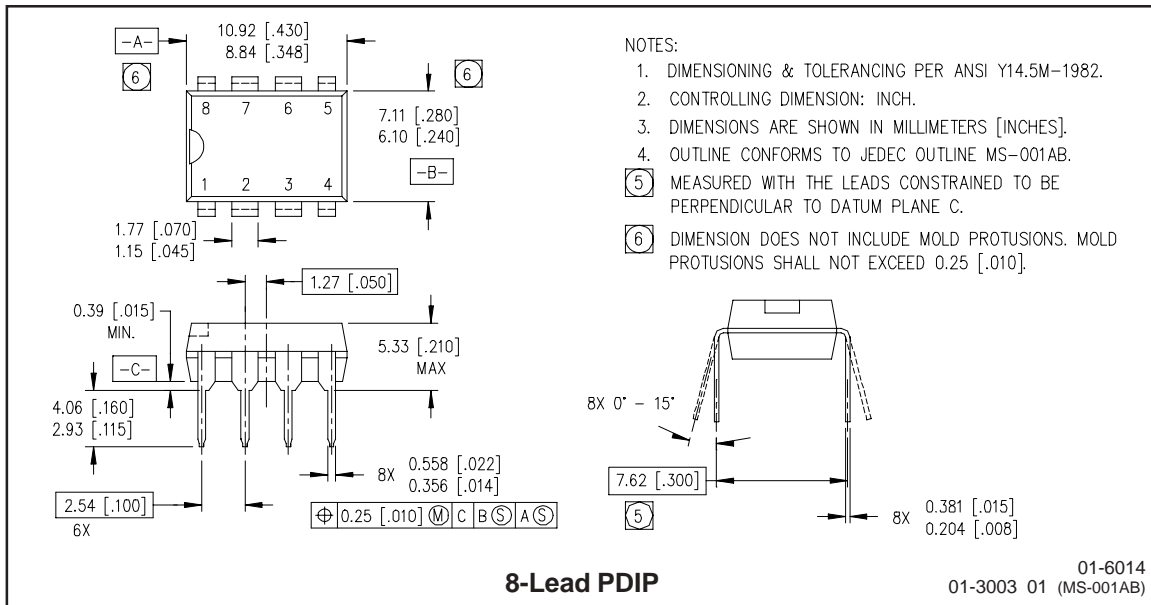 -A-
10.92 [.430]
8.84 [.348]
6
6
8 7 6 5
1 2 3 4
7.11 [.280]
6.10 [.240]
-B-
1.77 [.070]
1.15 [.045]
1.27 [.050]
0.39 [.015]
MIN.
-C-
5.33 [.210]
MAX
4.06 [.160]
2.93 [.115]
8X 0.558 [.022]
0.356 [.014]
2.54 [.100]
6X
⌖ 0.25 [.010] Ⓜ C B Ⓢ A Ⓢ
NOTES:
1. DIMENSIONING & TOLERANCING PER ANSI Y14.5M-1982.
2. CONTROLLING DIMENSION: INCH.
3. DIMENSIONS ARE SHOWN IN MILLIMETERS [INCHES].
4. OUTLINE CONFORMS TO JEDEC OUTLINE MS-001AB.
5 MEASURED WITH THE LEADS CONSTRAINED TO BE
PERPENDICULAR TO DATUM PLANE C.
6 DIMENSION DOES NOT INCLUDE MOLD PROTUSIONS. MOLD
PROTUSIONS SHALL NOT EXCEED 0.25 [.010].
8X 0° - 15°
7.62 [.300]
5
8X 0.381 [.015]
0.204 [.008]
8-Lead PDIP
01-6014
01-3003 01 (MS-001AB)